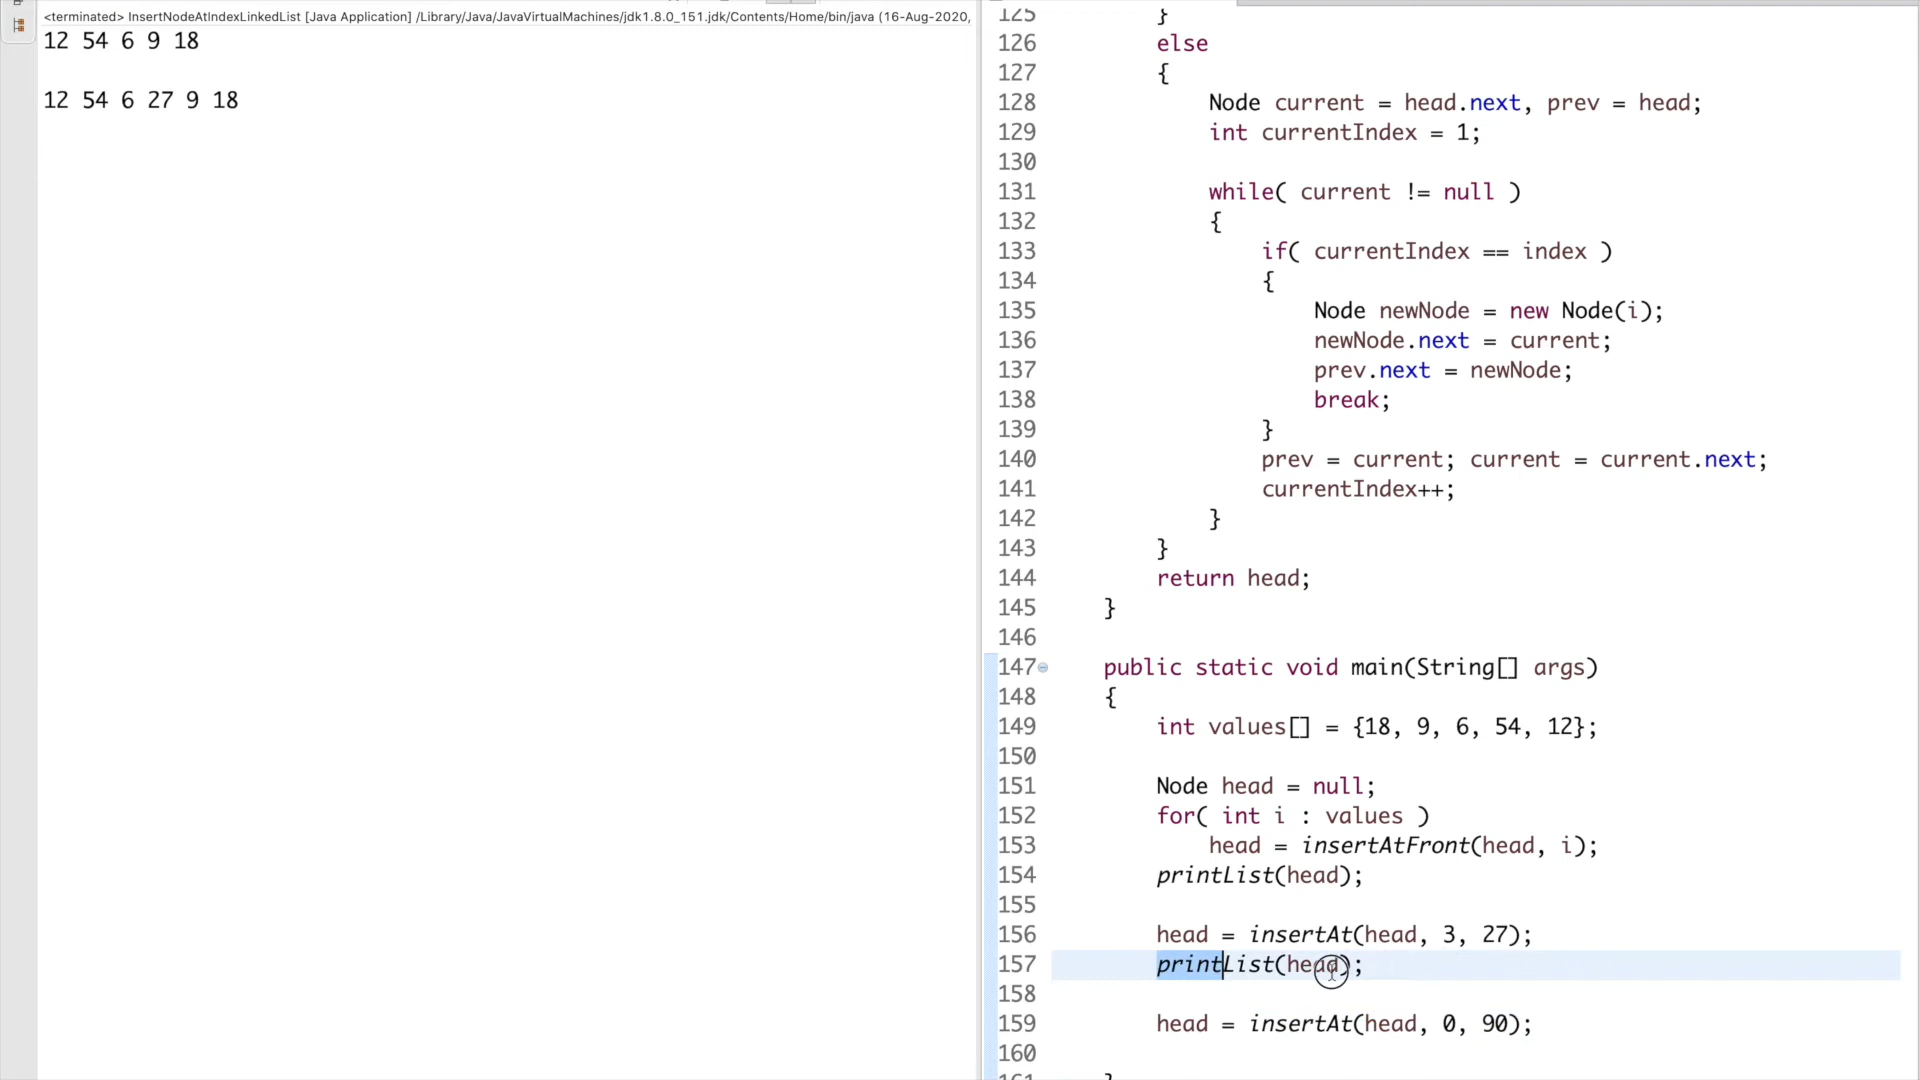 <terminated> InsertNodeAtIndexLinkedList [Java Application] /Library/Java/JavaVirtualMachines/jdk1.8.0_151.jdk/Contents/Home/bin/java (16-Aug-2020,
12 54 6 9 18
12 54 6 27 9 18
125 }
126 else
127 {
128 Node current = head.next, prev = head;
129 int currentIndex = 1;
130
131 while( current != null )
132 {
133 if( currentIndex == index )
134 {
135 Node newNode = new Node(i);
136 newNode.next = current;
137 prev.next = newNode;
138 break;
139 }
140 prev = current; current = current.next;
141 currentIndex++;
142 }
143 }
144 return head;
145 }
146
147 public static void main(String[] args)
148 {
149 int values[] = {18, 9, 6, 54, 12};
150
151 Node head = null;
152 for( int i : values )
153 head = insertAtFront(head, i);
154 printList(head);
155
156 head = insertAt(head, 3, 27);
157 printList(head);
158
159 head = insertAt(head, 0, 90);
160
161 }